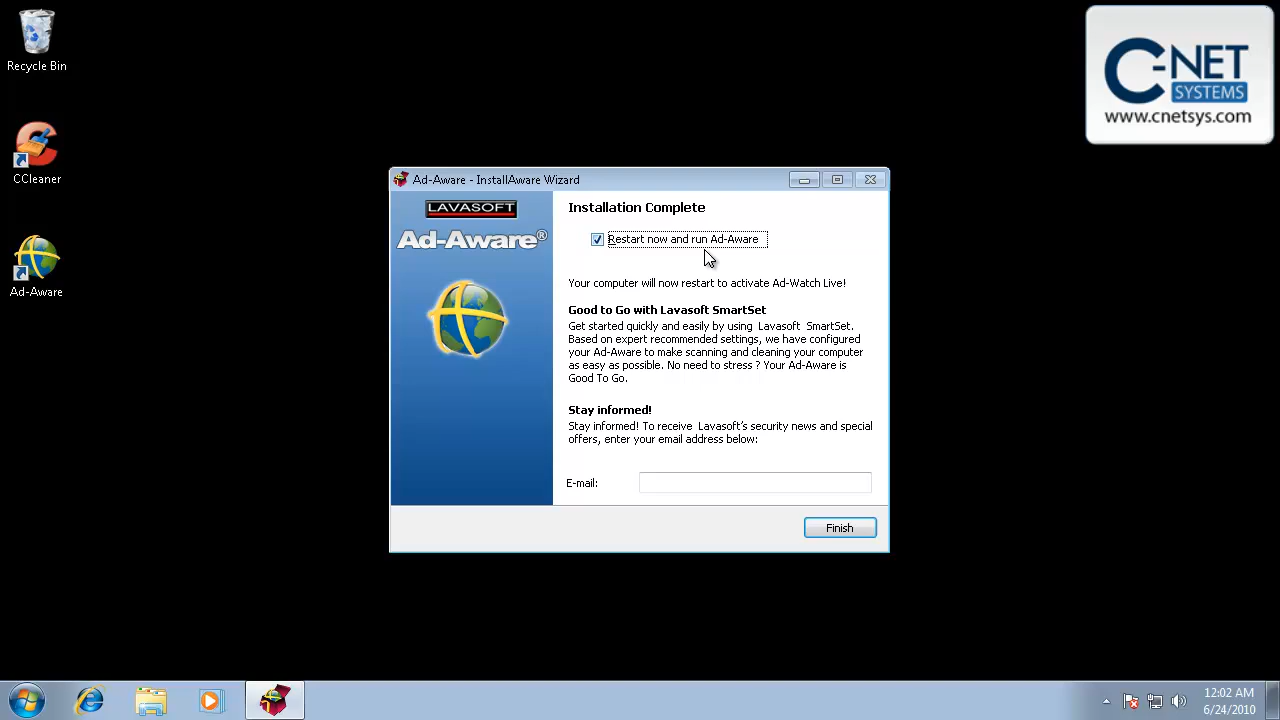 Recycle Bin
CCleaner
Ad-Aware
C-NET
SYSTEMS
www.cnetsys.com
Ad-Aware - InstallAware Wizard
LAVASOFT
Ad-Aware®
Installation Complete
Restart now and run Ad-Aware
Your computer will now restart to activate Ad-Watch Live!
Good to Go with Lavasoft SmartSet
Get started quickly and easily by using Lavasoft SmartSet.
Based on expert recommended settings, we have configured
your Ad-Aware to make scanning and cleaning your computer
as easy as possible. No need to stress ? Your Ad-Aware is
Good To Go.
Stay informed!
Stay informed! To receive Lavasoft's security news and special
offers, enter your email address below:
E-mail:
Finish
12:02 AM
6/24/2010